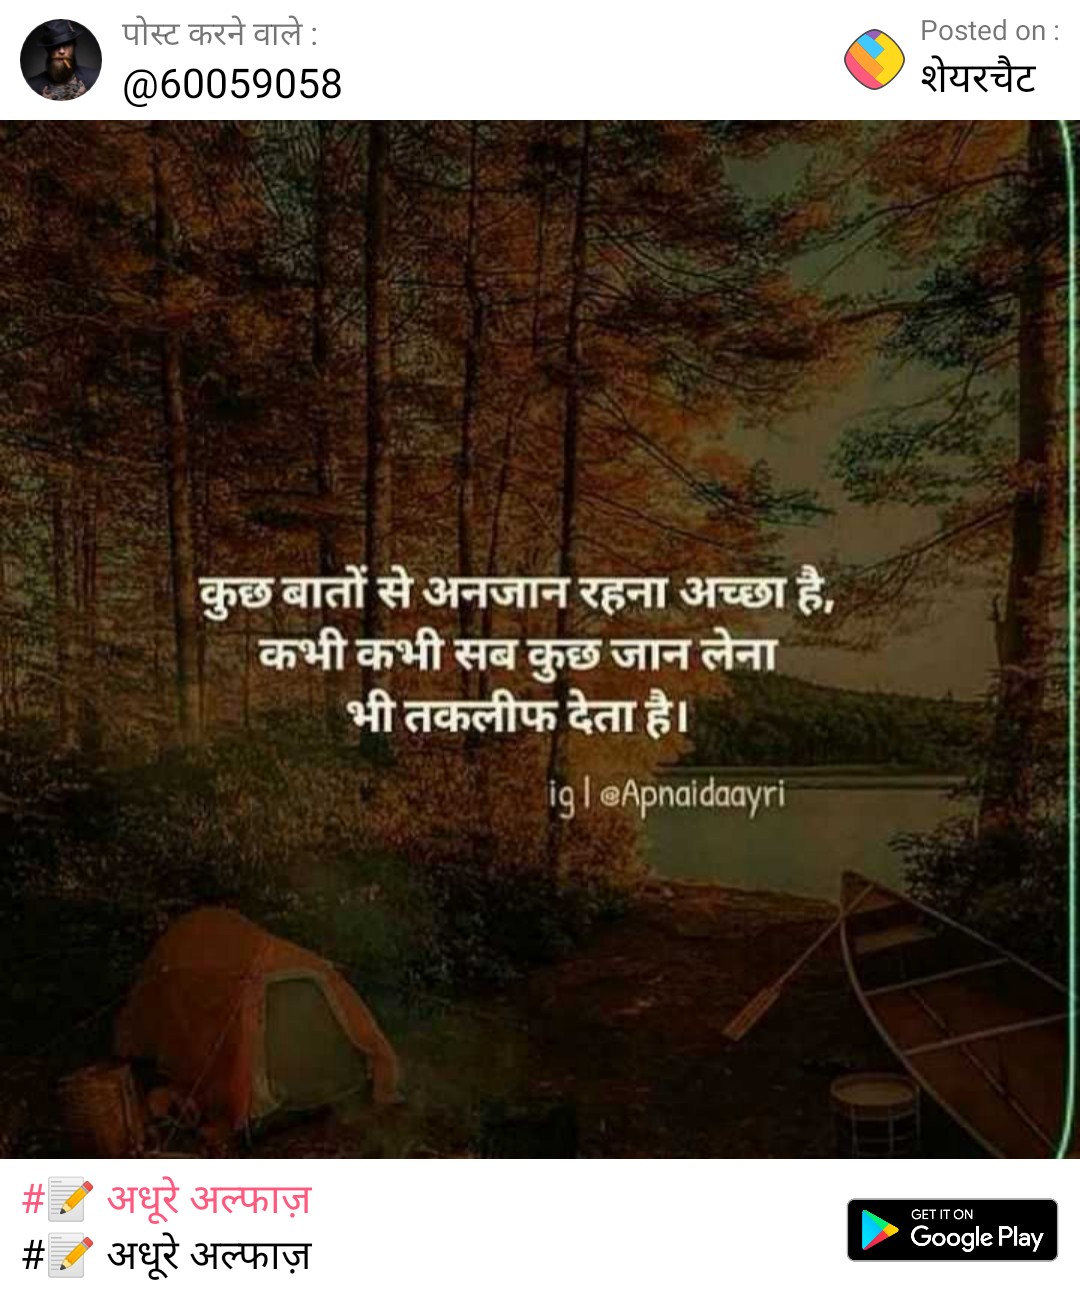 पोस्ट करने वाले :
@60059058
Posted on :
शेयरचैट
कुछ बातों से अनजान रहना अच्छा है,
कभी कभी सब कुछ जान लेना
भी तकलीफ देता है।
ig | @Apnaidaayri
#📝 अधूरे अल्फाज़
#📝 अधूरे अल्फाज़
GET IT ON
Google Play